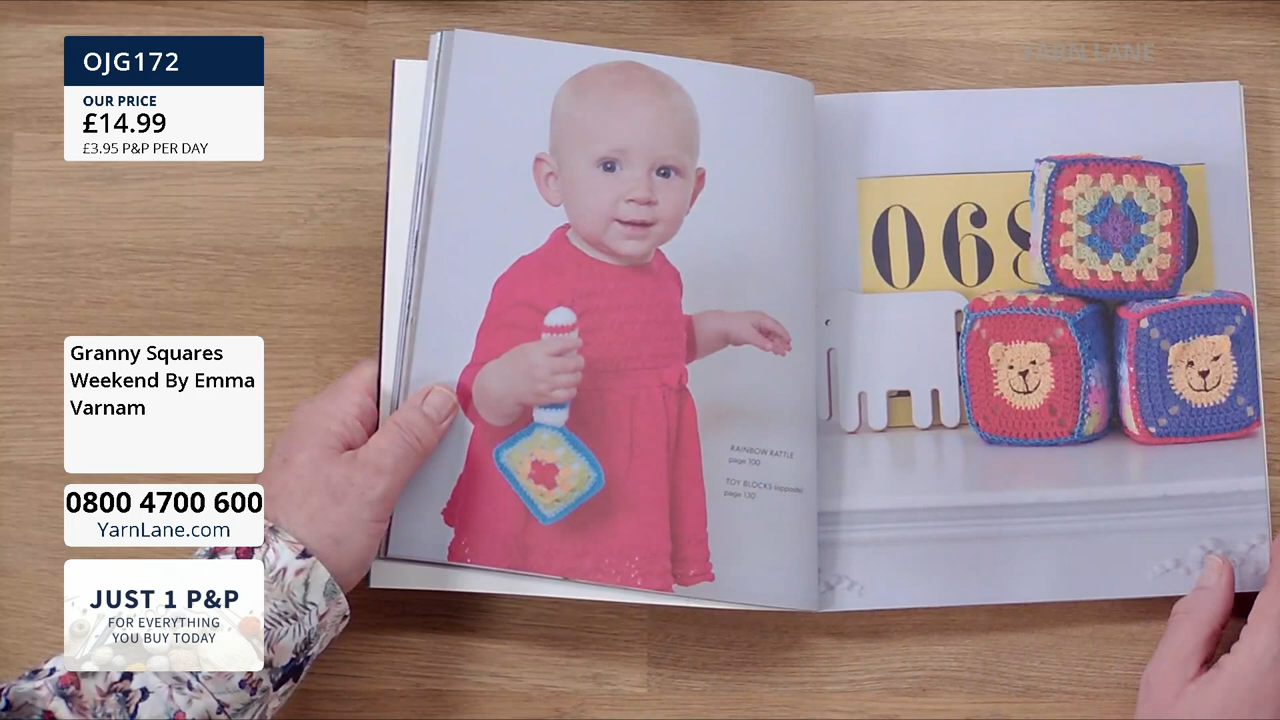 OJG172
OUR PRICE
£14.99
£3.95 P&P PER DAY
Granny Squares
Weekend By Emma
Varnam
0800 4700 600
YarnLane.com
JUST 1 P&P
FOR EVERYTHING
YOU BUY TODAY
YARN LANE
RAINBOW RATTLE
page 100
TOY BLOCKS (opposite)
page 130
068